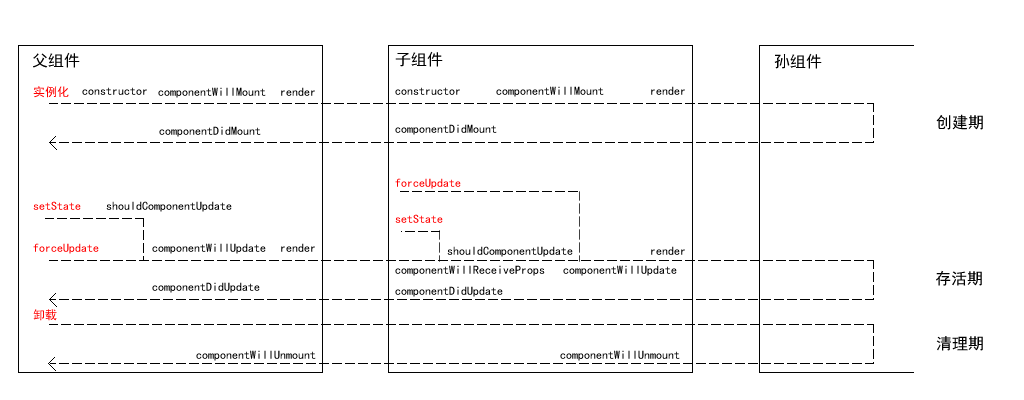 父组件
子组件
孙组件
实例化 constructor componentWillMount render
constructor componentWillMount render
componentDidMount
componentDidMount
创建期
forceUpdate
setState shouldComponentUpdate
setState
forceUpdate componentWillUpdate render
shouldComponentUpdate render
componentWillReceiveProps componentWillUpdate
componentDidUpdate
componentDidUpdate
存活期
卸载
componentWillUnmount
componentWillUnmount
清理期